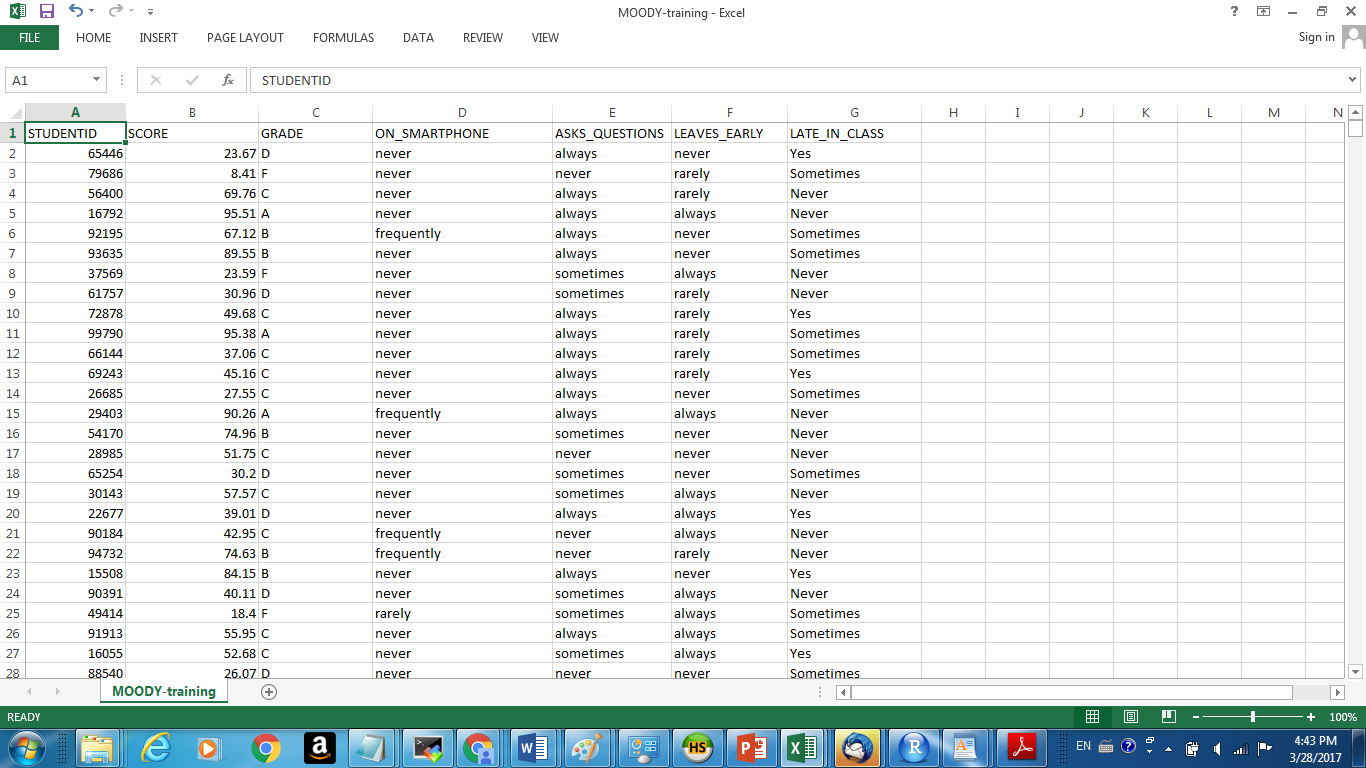 MOODY-training - Excel
FILE HOME INSERT PAGE LAYOUT FORMULAS DATA REVIEW VIEW Sign in
A1 fx STUDENTID
A B C D E F G H I J K L M N
1 STUDENTID SCORE GRADE ON_SMARTPHONE ASKS_QUESTIONS LEAVES_EARLY LATE_IN_CLASS
2 65446 23.67 D never always never Yes
3 79686 8.41 F never never rarely Sometimes
4 56400 69.76 C never always rarely Never
5 16792 95.51 A never always always Never
6 92195 67.12 B frequently always never Sometimes
7 93635 89.55 B never always never Sometimes
8 37569 23.59 F never sometimes always Never
9 61757 30.96 D never sometimes rarely Never
10 72878 49.68 C never always rarely Yes
11 99790 95.38 A never always rarely Sometimes
12 66144 37.06 C never always rarely Sometimes
13 69243 45.16 C never always rarely Yes
14 26685 27.55 C never always never Sometimes
15 29403 90.26 A frequently always always Never
16 54170 74.96 B never sometimes never Never
17 28985 51.75 C never never never Never
18 65254 30.2 D never sometimes never Sometimes
19 30143 57.57 C never sometimes always Never
20 22677 39.01 D never always always Yes
21 90184 42.95 C frequently never always Never
22 94732 74.63 B frequently never rarely Never
23 15508 84.15 B never always never Yes
24 90391 40.11 D never sometimes always Never
25 49414 18.4 F rarely sometimes always Sometimes
26 91913 55.95 C never always always Sometimes
27 16055 52.68 C never sometimes always Yes
28 88540 26.07 D never never never Sometimes
MOODY-training
READY 100%
EN 4:43 PM
3/28/2017